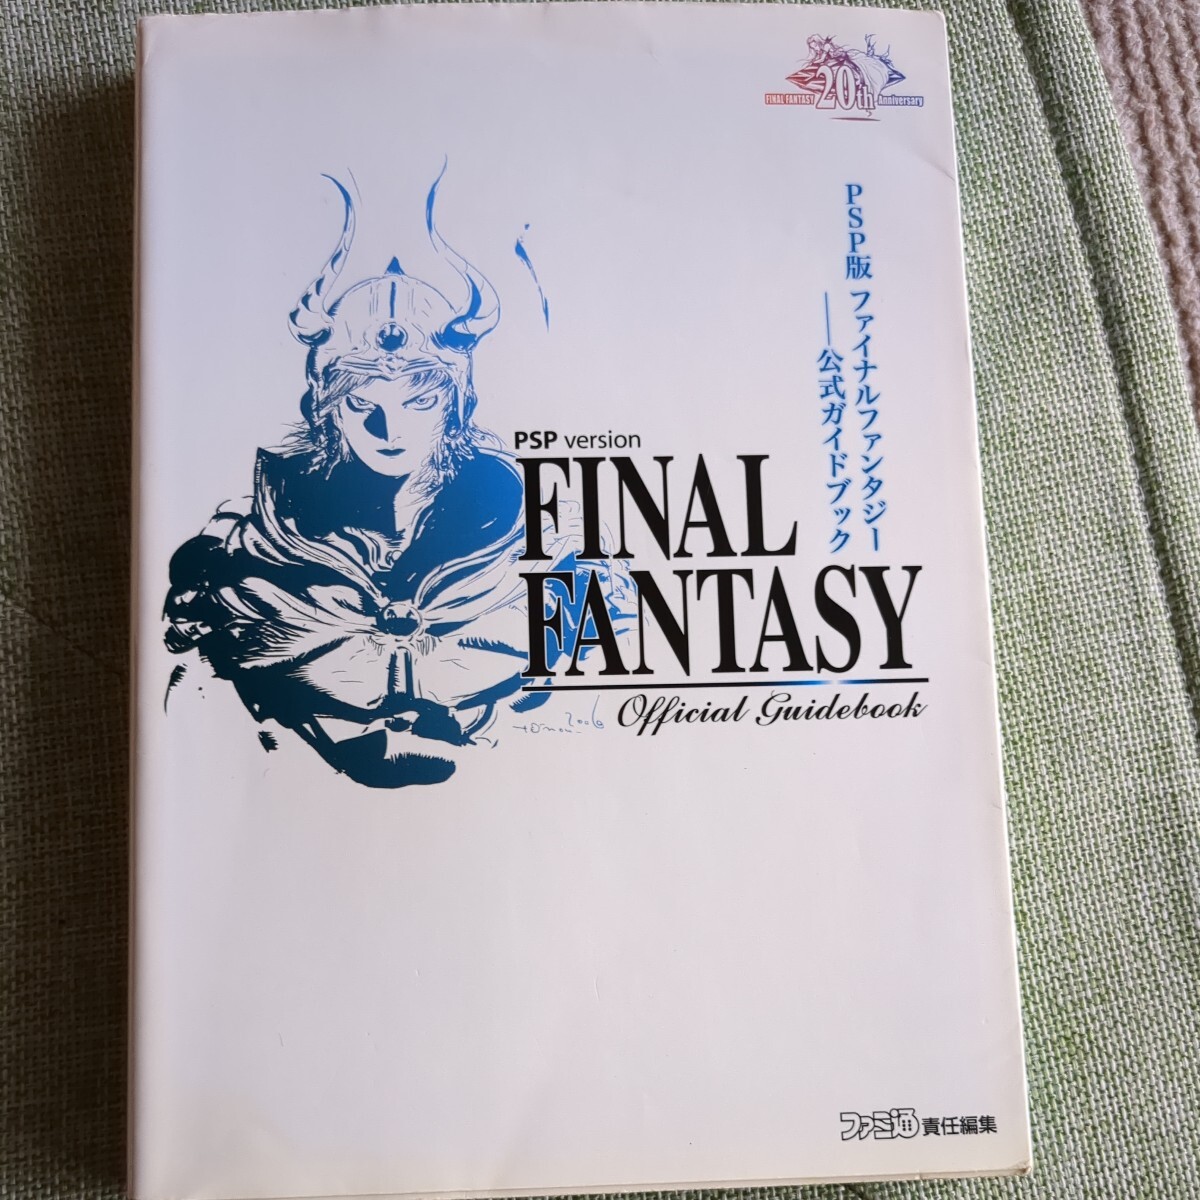 FINAL FANTASY 20th Anniversary
PSP版 ファイナルファンタジー
――公式ガイドブック
PSP version
FINAL
FANTASY
Official Guidebook
ファミ通 責任編集